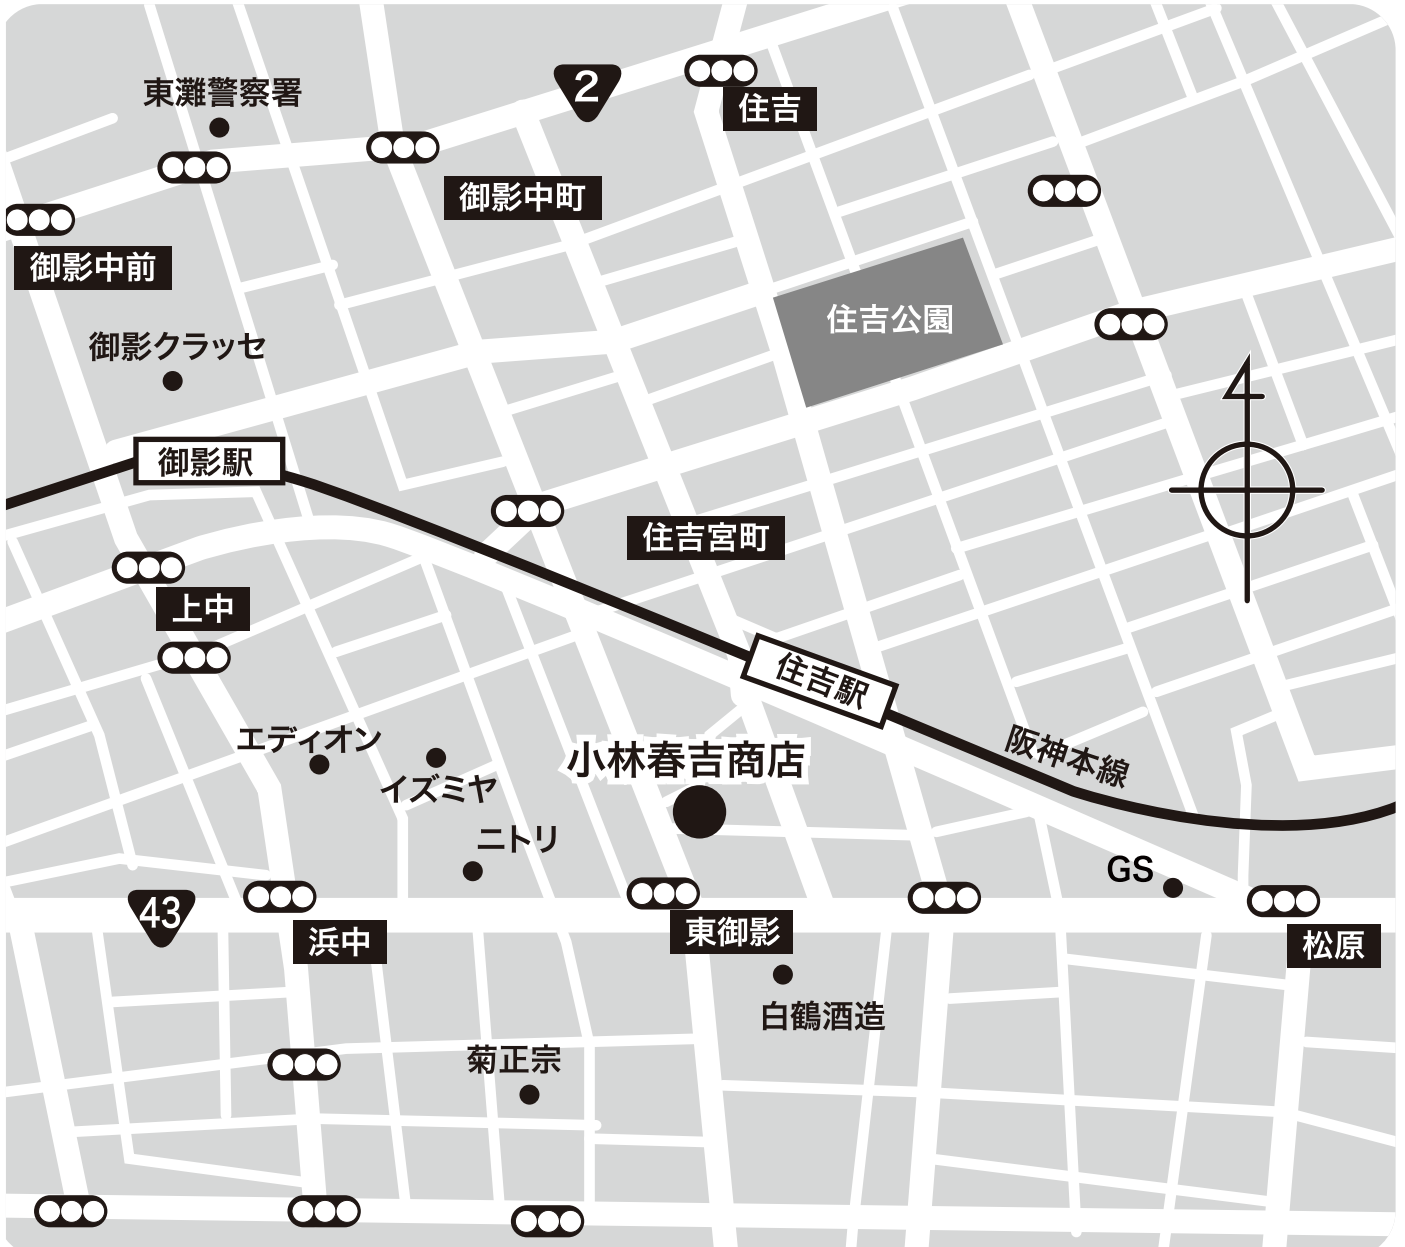 東灘警察署
2
住吉
御影中町
御影中前
住吉公園
御影クラッセ
御影駅
住吉宮町
上中
住吉駅
エディオン
阪神本線
小林春吉商店
イズミヤ
ニトリ
GS
43
浜中
東御影
松原
白鶴酒造
菊正宗